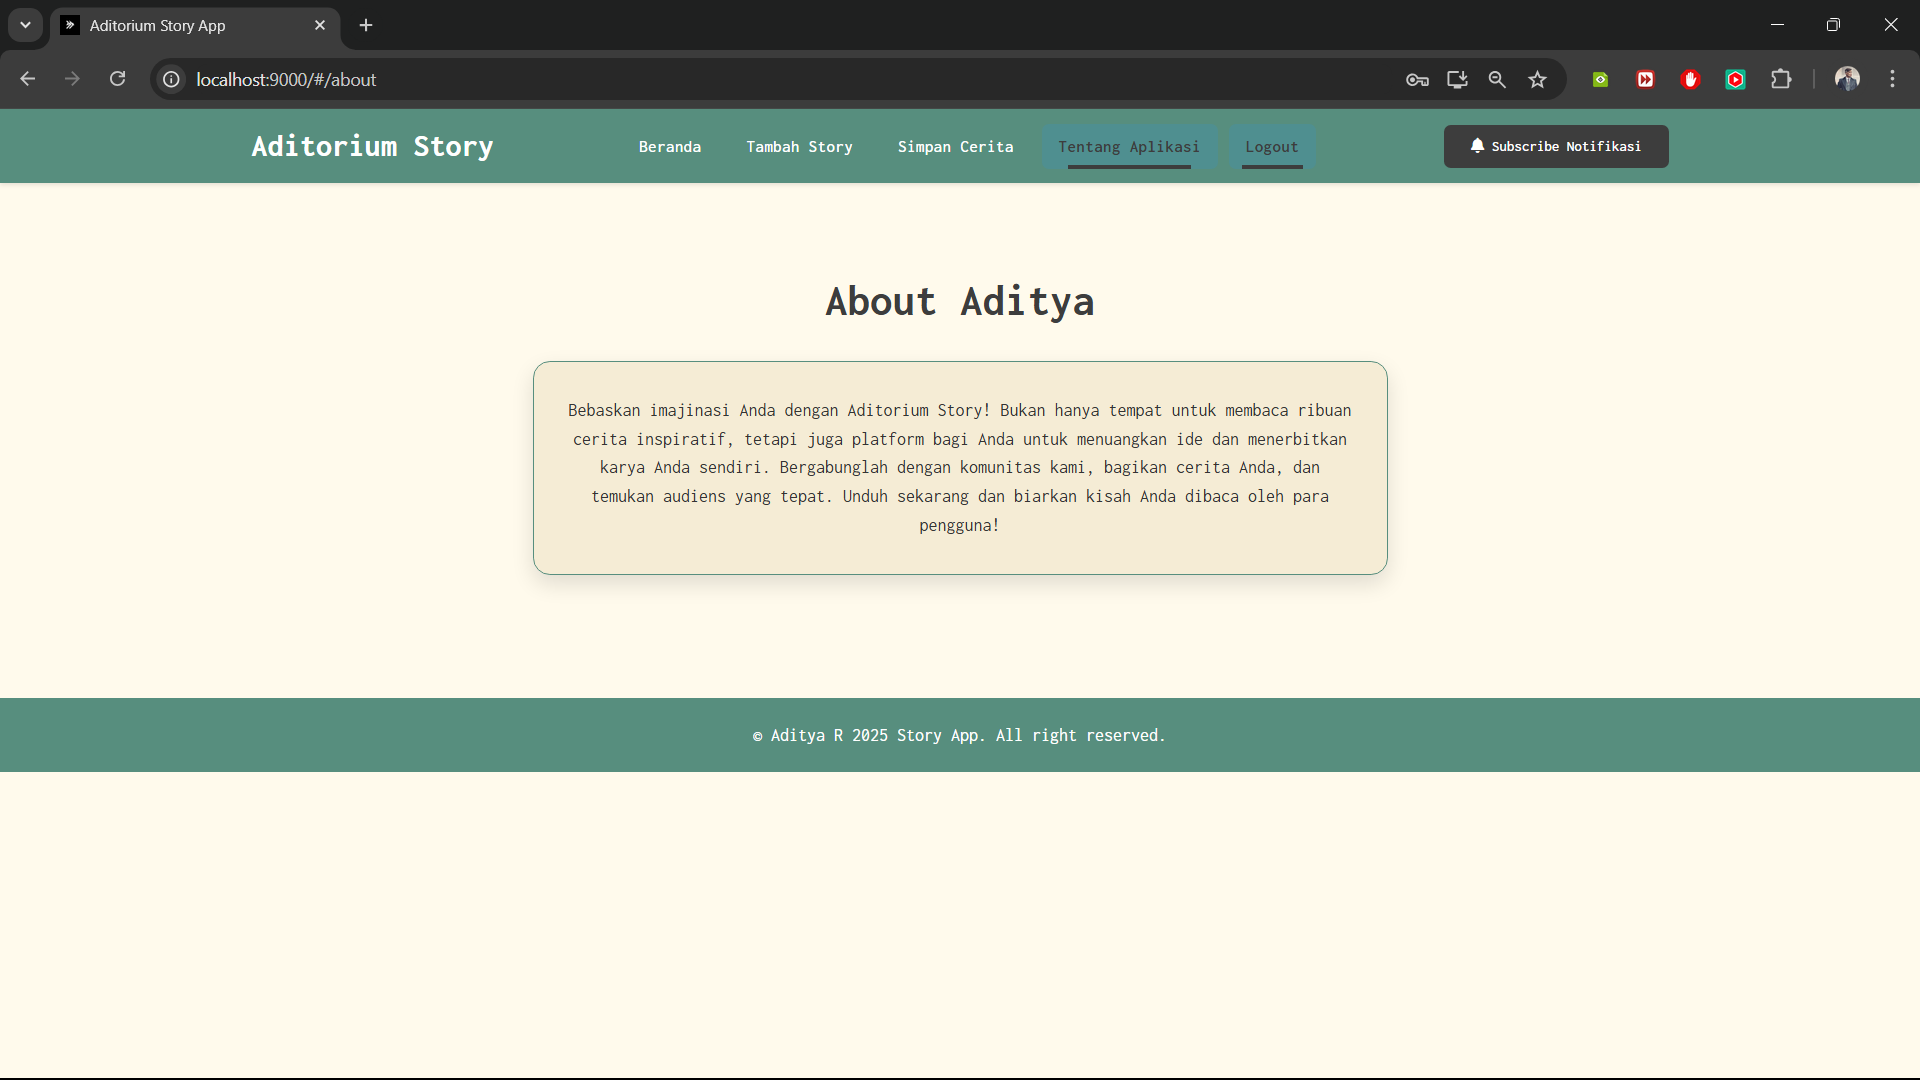 Aditorium Story App
localhost:9000/#/about
Aditorium Story
Beranda
Tambah Story
Simpan Cerita
Tentang Aplikasi
Logout
Subscribe Notifikasi
About Aditya
Bebaskan imajinasi Anda dengan Aditorium Story! Bukan hanya tempat untuk membaca ribuan
cerita inspiratif, tetapi juga platform bagi Anda untuk menuangkan ide dan menerbitkan
karya Anda sendiri. Bergabunglah dengan komunitas kami, bagikan cerita Anda, dan
temukan audiens yang tepat. Unduh sekarang dan biarkan kisah Anda dibaca oleh para
pengguna!
© Aditya R 2025 Story App. All right reserved.